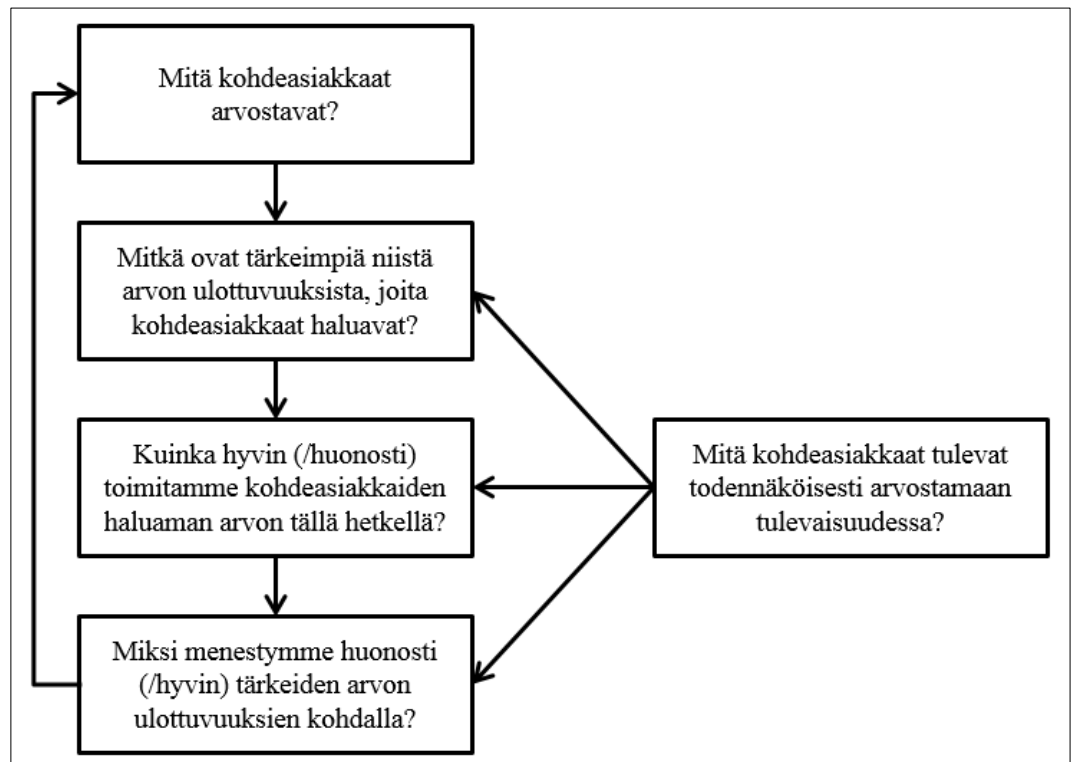 Mitä kohdeasiakkaat
arvostavat?
Mitkä ovat tärkeimpiä niistä
arvon ulottuvuuksista, joita
kohdeasiakkaat haluavat?
Kuinka hyvin (/huonosti)
toimitamme kohdeasiakkaiden
haluaman arvon tällä hetkellä?
Mitä kohdeasiakkaat tulevat
todennäköisesti arvostamaan
tulevaisuudessa?
Miksi menestymme huonosti
(/hyvin) tärkeiden arvon
ulottuvuuksien kohdalla?